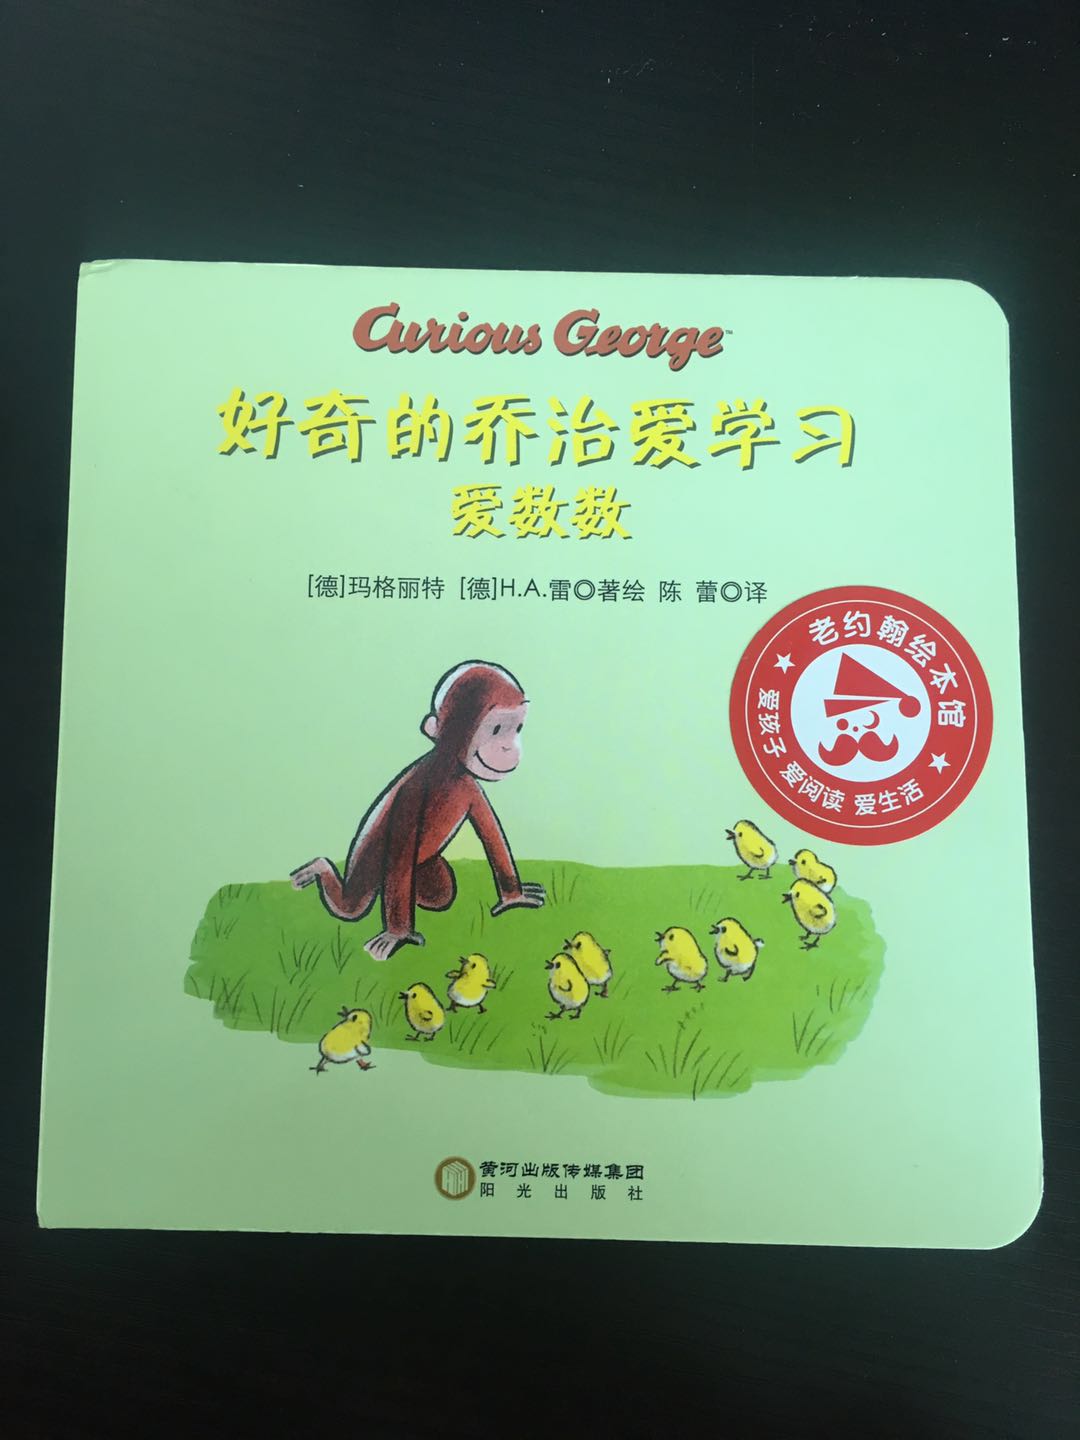 Curious George™
好奇的乔治爱学习
爱数数
[德]玛格丽特 [德]H.A.雷◎著绘 陈 蕾◎译
老约翰绘本馆
爱孩子 爱阅读 爱生活
黄河出版传媒集团
阳光出版社